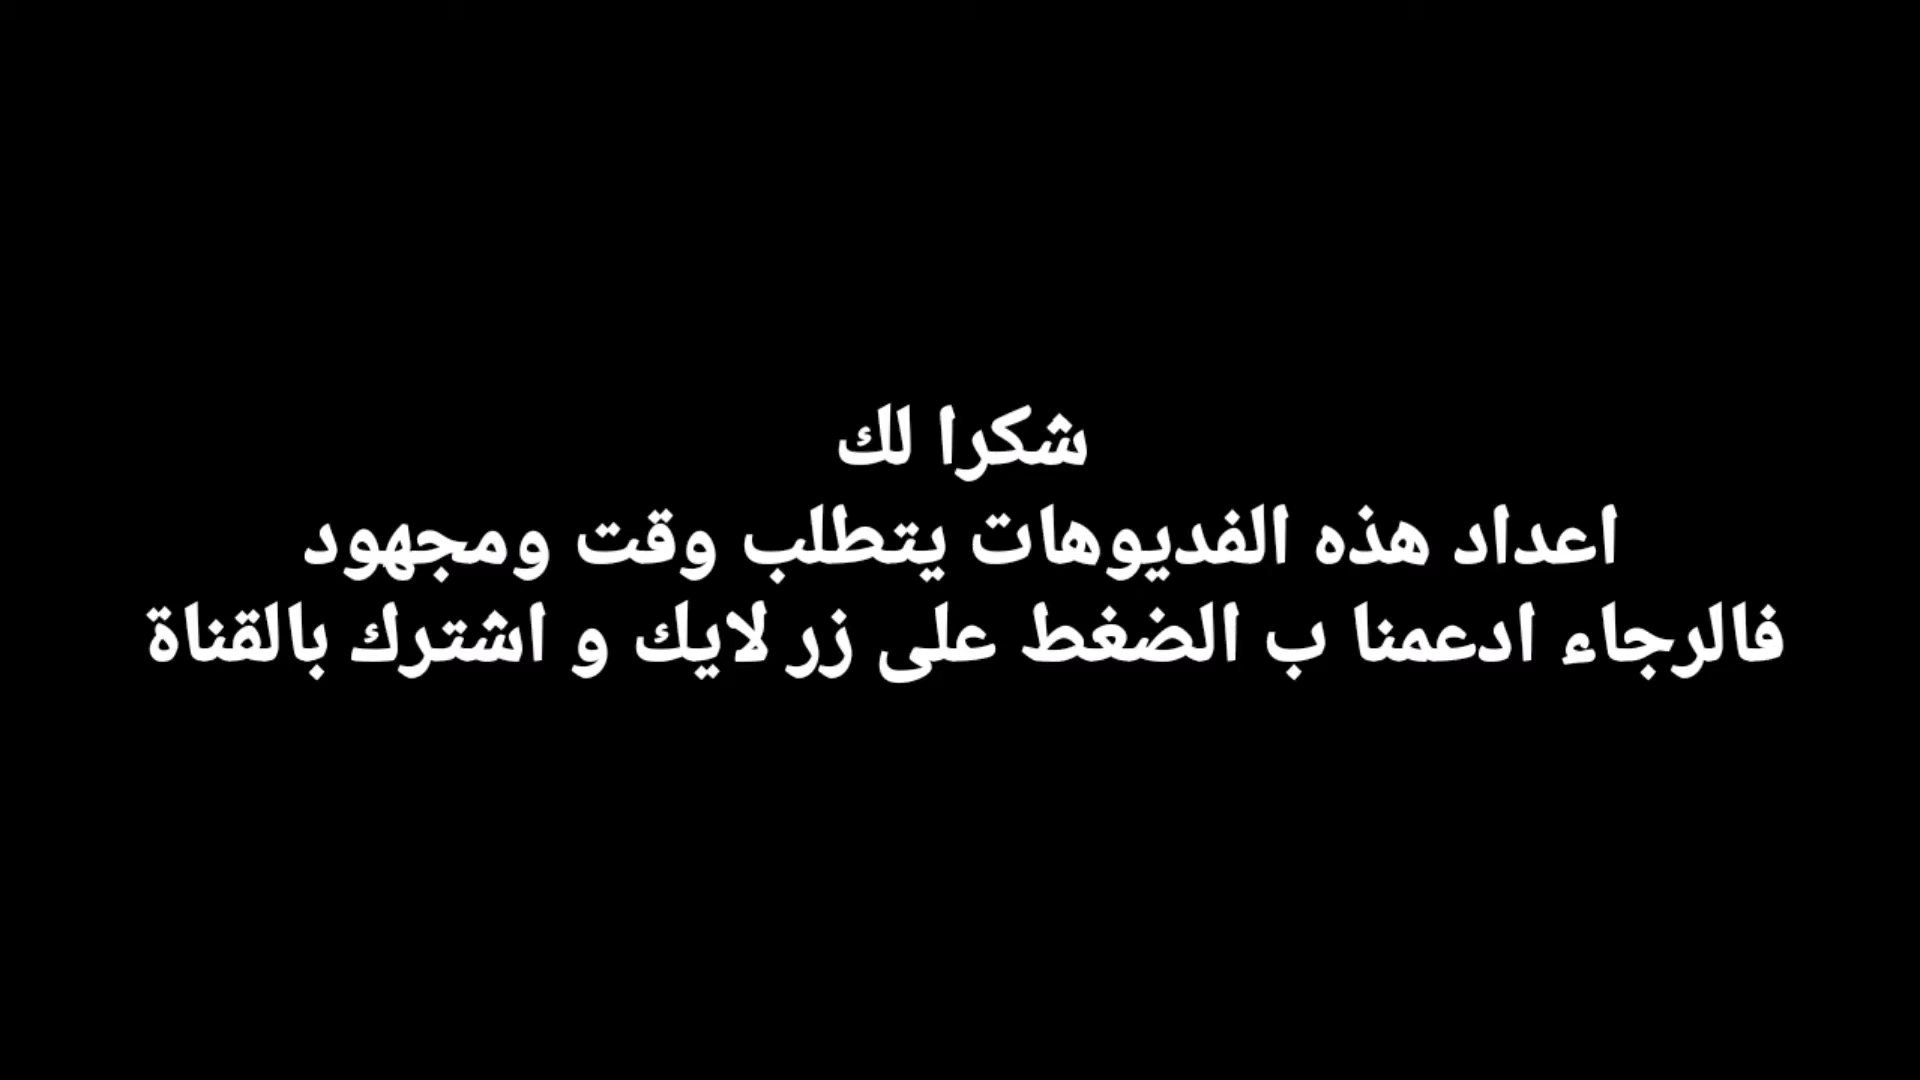 شكرا لك
اعداد هذه الفديوهات يتطلب وقت ومجهود
فالرجاء ادعمنا ب الضغط على زر لايك و اشترك بالقناة